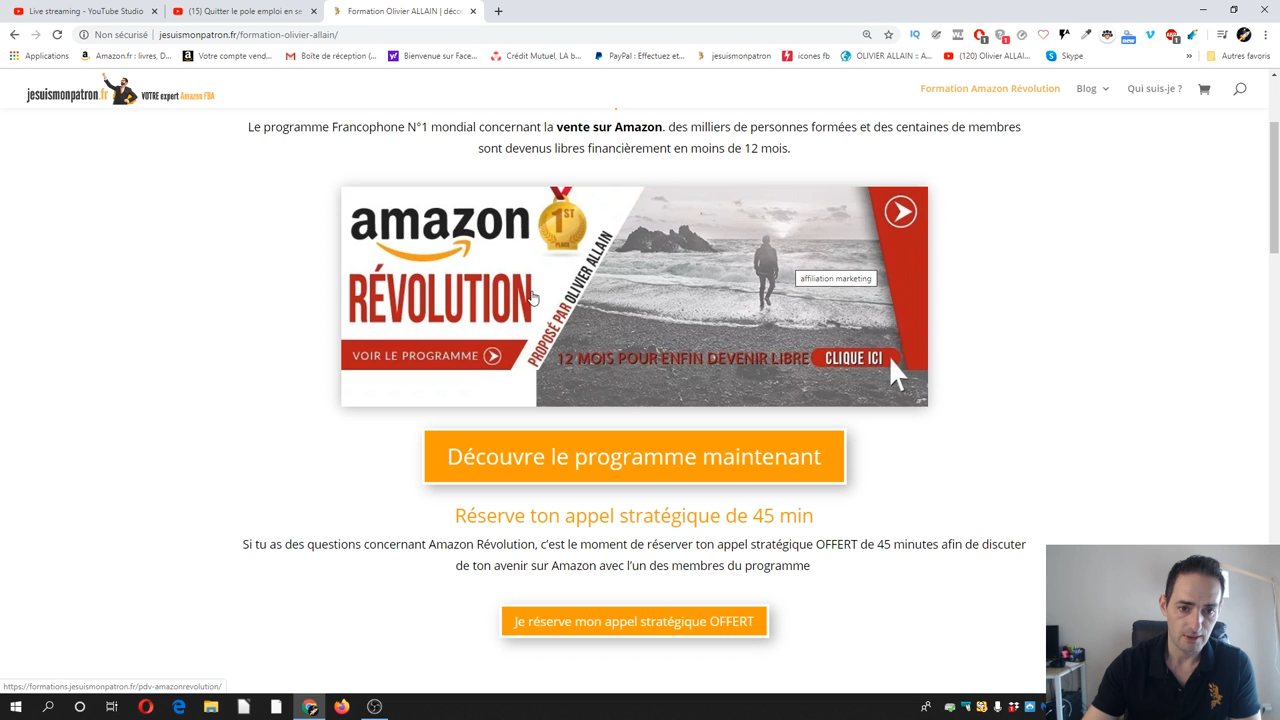 Live streaming - YouTube Studio
(15) Quitter le pole emploi en se
Formation Olivier ALLAIN | déco
Non sécurisé | jesuismonpatron.fr/formation-olivier-allain/
Applications
Amazon.fr : livres, D...
Votre compte vend...
Boîte de réception (...
Bienvenue sur Face...
Crédit Mutuel, LA b...
PayPal : Effectuez et...
jesuismonpatron
icones fb
OLIVIER ALLAIN :: A...
(120) Olivier ALLAI...
Skype
»
Autres favoris
jesuismonpatron.fr
VOTRE expert Amazon FBA
Formation Amazon Révolution
Blog
Qui suis-je ?
Le programme Francophone N°1 mondial concernant la vente sur Amazon. des milliers de personnes formées et des centaines de membres
sont devenus libres financièrement en moins de 12 mois.
amazon
RÉVOLUTION
VOIR LE PROGRAMME
1ST
PLACE
PROPOSÉ PAR OLIVIER ALLAIN
affiliation marketing
12 MOIS POUR ENFIN DEVENIR LIBRE
CLIQUE ICI
Découvre le programme maintenant
Réserve ton appel stratégique de 45 min
Si tu as des questions concernant Amazon Révolution, c'est le moment de réserver ton appel stratégique OFFERT de 45 minutes afin de discuter
de ton avenir sur Amazon avec l'un des membres du programme
Je réserve mon appel stratégique OFFERT
https://formations.jesuismonpatron.fr/pdv-amazonrevolution/